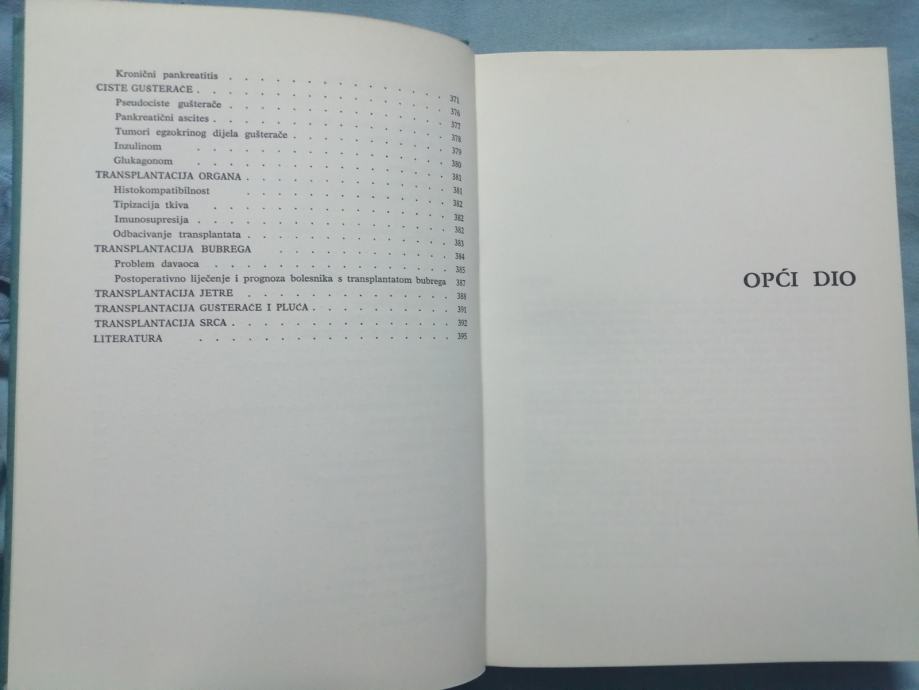 Kronični pankreatitis . . . . . . . . . . . . 371
CISTE GUŠTERAČE . . . . . . . . . . . . 376
Pseudociste gušterače . . . . . . . . . . . . 377
Pankreatični ascites . . . . . . . . . . . . 378
Tumori egzokrinog dijela gušterače . . . . . . . . . 379
Inzulinom . . . . . . . . . . . . 380
Glukagonom . . . . . . . . . . . . 381
TRANSPLANTACIJA ORGANA . . . . . . . . . . . 381
Histokompatibilnost . . . . . . . . . . . 382
Tipizacija tkiva . . . . . . . . . . . . 382
Imunosupresija . . . . . . . . . . . . 382
Odbacivanje transplantata . . . . . . . . . . . 383
TRANSPLANTACIJA BUBREGA . . . . . . . . . 384
Problem davaoca . . . . . . . . . . . . 385
Postoperativno liječenje i prognoza bolesnika s transplantatom bubrega 387
TRANSPLANTACIJA JETRE . . . . . . . . . . . 388
TRANSPLANTACIJA GUŠTERAČE I PLUĆA . . . . . . . . 391
TRANSPLANTACIJA SRCA . . . . . . . . . . . . 392
LITERATURA . . . . . . . . . . . . 395
OPĆI DIO